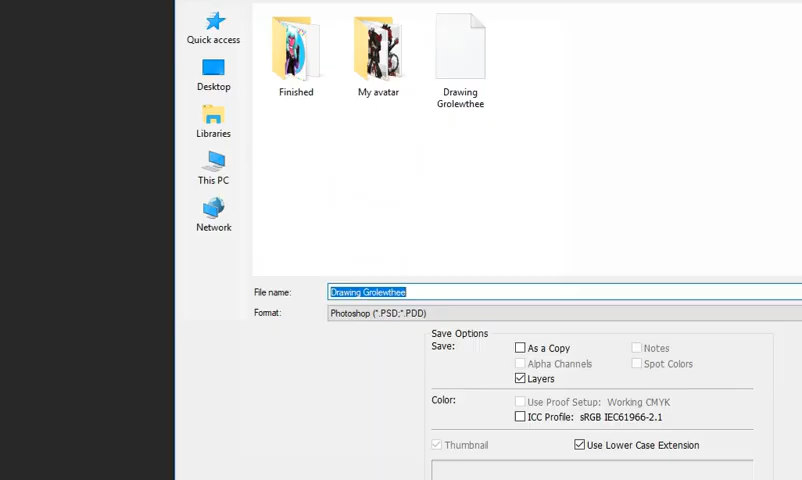 Quick access
Desktop
Libraries
This PC
Network
Finished
My avatar
Drawing
Grolewthee
File name: Drawing Grolewthee
Format: Photoshop (*.PSD;*.PDD)
Save Options
Save: As a Copy Notes
Alpha Channels Spot Colors
Layers
Color: Use Proof Setup: Working CMYK
ICC Profile: sRGB IEC61966-2.1
Thumbnail Use Lower Case Extension